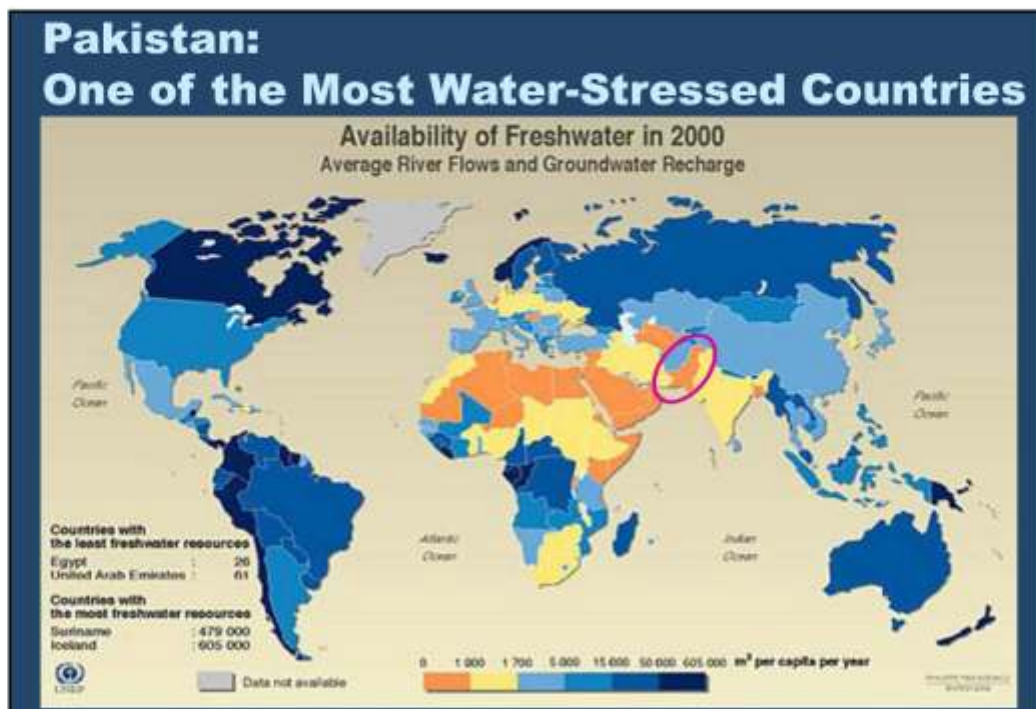 Pakistan:
One of the Most Water-Stressed Countries
Availability of Freshwater in 2000
Average River Flows and Groundwater Recharge
Pacific
Ocean
Pacific
Ocean
Atlantic
Ocean
Indian
Ocean
Countries with
the least freshwater resources
Egypt : 26
United Arab Emirates : 61
Countries with
the most freshwater resources
Suriname : 479 000
Iceland : 605 000
0 1 000 1 700 5 000 15 000 50 000 605 000 m³ per capita per year
UNEP
Data not available